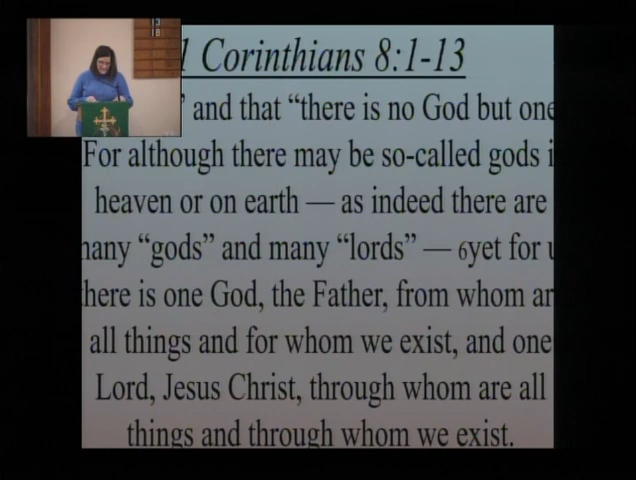 1 Corinthians 8:1-13
” and that “there is no God but one
For although there may be so-called gods i
heaven or on earth — as indeed there are
many “gods” and many “lords” — 6yet for u
there is one God, the Father, from whom ar
all things and for whom we exist, and one
Lord, Jesus Christ, through whom are all
things and through whom we exist.